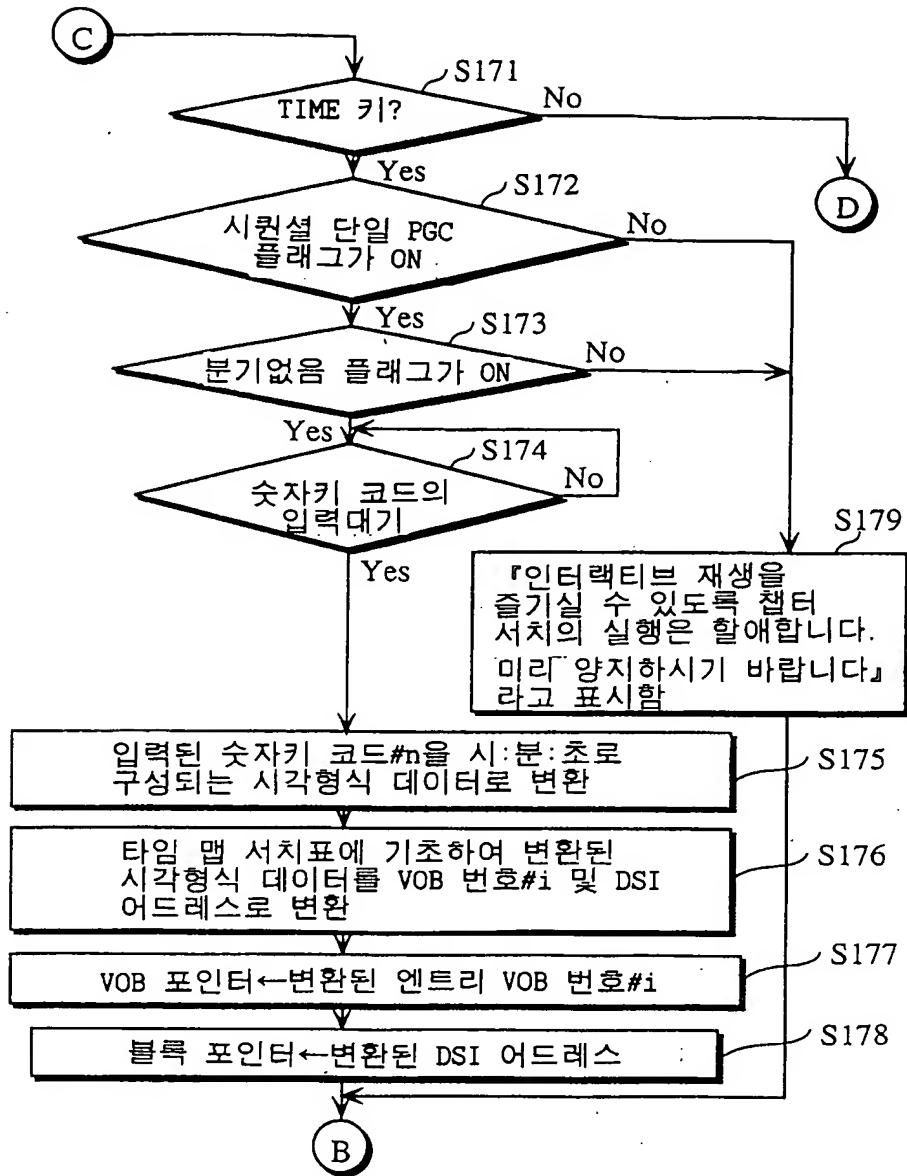 C
S171
TIME 키?
No
Yes
S172
D
시퀀셜 단일 PGC
플래그가 ON
No
Yes
S173
분기없음 플래그가 ON
No
Yes
S174
숫자키 코드의
입력대기
No
Yes
S179
『인터랙티브 재생을
즐기실 수 있도록 챕터
서치의 실행은 할애합니다.
미리 양지하시기 바랍니다』
라고 표시함
입력된 숫자키 코드#n을 시:분:초로
구성되는 시각형식 데이터로 변환
S175
타임 맵 서치표에 기초하여 변환된
시각형식 데이터를 VOB 번호#i 및 DSI
어드레스로 변환
S176
VOB 포인터←변환된 엔트리 VOB 번호#i
S177
블록 포인터←변환된 DSI 어드레스
S178
B